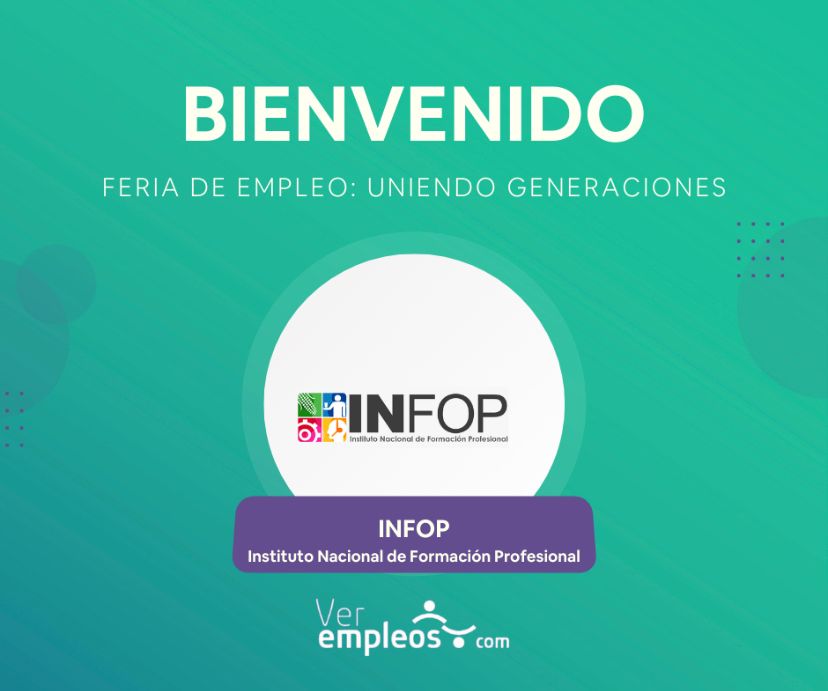 BIENVENIDO
FERIA DE EMPLEO: UNIENDO GENERACIONES
INFOP
Instituto Nacional de Formación Profesional
INFOP
Instituto Nacional de Formación Profesional
Ver
empleos.com